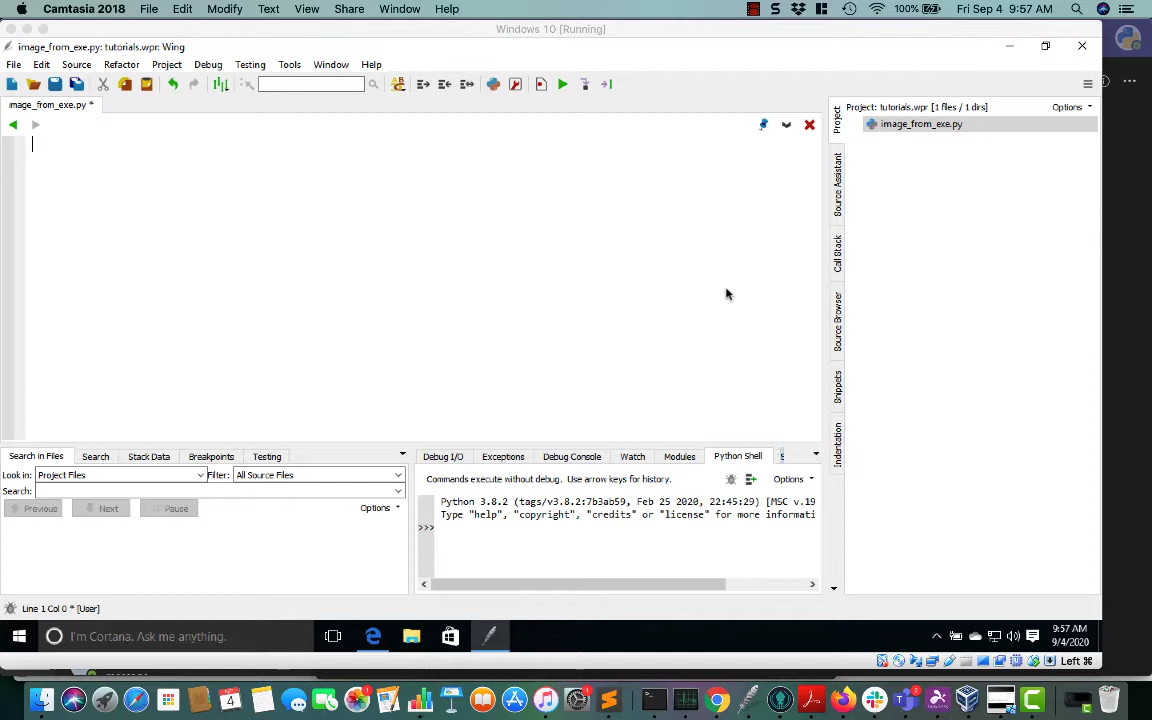 Camtasia 2018 File Edit Modify Text View Share Window Help 100% Fri Sep 4 9:57 AM
Windows 10 [Running]
image_from_exe.py: tutorials.wpr: Wing
File Edit Source Refactor Project Debug Testing Tools Window Help
image_from_exe.py *
Project: tutorials.wpr [1 files / 1 dirs] Options
image_from_exe.py
Project
Source Assistant
Call Stack
Source Browser
Snippets
Indentation
Search in Files Search Stack Data Breakpoints Testing
Look in: Project Files Filter: All Source Files
Search:
Previous Next Pause Options
Debug I/O Exceptions Debug Console Watch Modules Python Shell
Commands execute without debug. Use arrow keys for history. Options
Python 3.8.2 (tags/v3.8.2:7b3ab59, Feb 25 2020, 22:45:29) [MSC v.19
Type "help", "copyright", "credits" or "license" for more informati
>>>
Line 1 Col 0 * [User]
I'm Cortana. Ask me anything.
9:57 AM
9/4/2020
Left ⌘